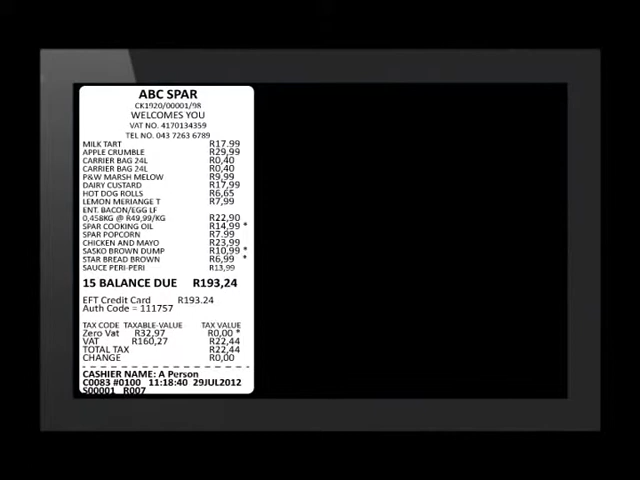 ABC SPAR
CK1920/00001/98
WELCOMES YOU
VAT NO. 4170134359
TEL NO. 043 7263 6789
MILK TART R17.99
APPLE CRUMBLE R29,99
CARRIER BAG 24L R0,40
CARRIER BAG 24L R0,40
P&W MARSH MELOW R9,99
DAIRY CUSTARD R17,99
HOT DOG ROLLS R6,65
LEMON MERIANGE T R7,99
ENT. BACON/EGG LF
0,458KG @ R49,99/KG R22,90
SPAR COOKING OIL R14,99 *
SPAR POPCORN R7.99
CHICKEN AND MAYO R23,99
SASKO BROWN DUMP R10,99 *
STAR BREAD BROWN R6,99 *
SAUCE PERI-PERI R13,99
15 BALANCE DUE R193,24
EFT Credit Card R193.24
Auth Code = 111757
TAX CODE TAXABLE-VALUE TAX VALUE
Zero Vat R32,97 R0,00 *
VAT R160,27 R22,44
TOTAL TAX R22,44
CHANGE R0,00
CASHIER NAME: A Person
C0083 #0100 11:18:40 29JUL2012
S00001 R007